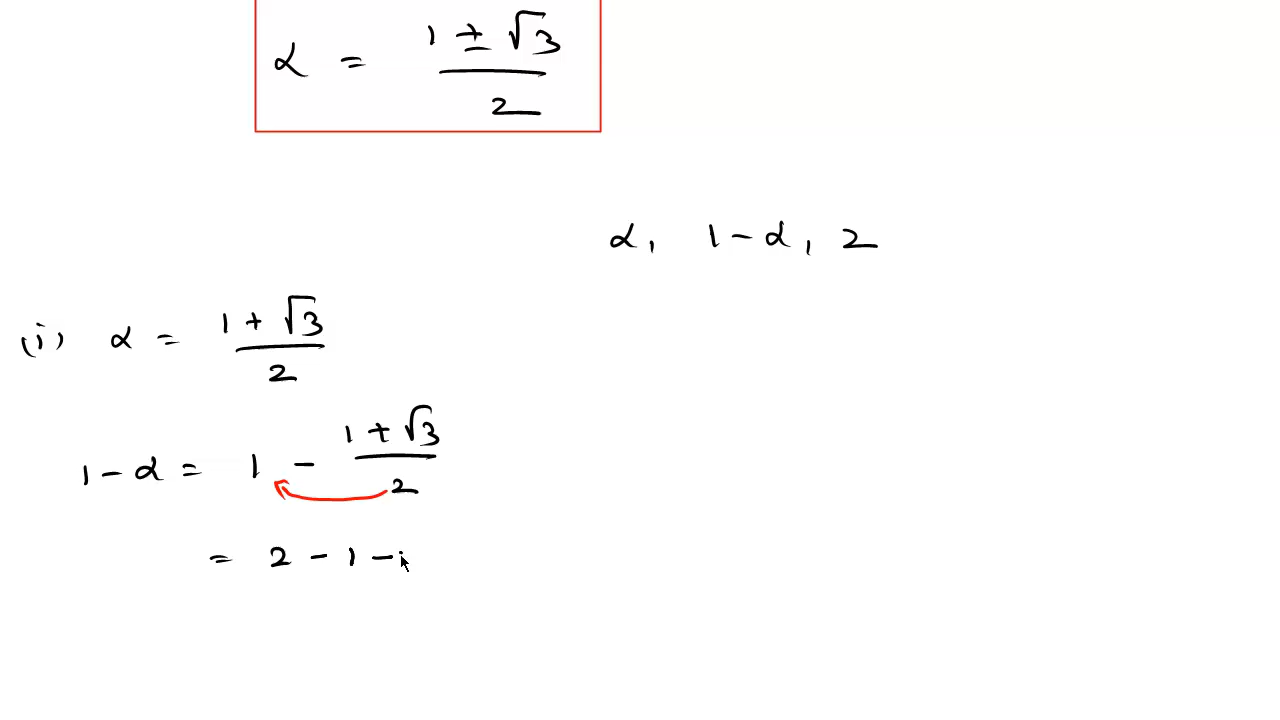 α = (1 ± √3)/2
α, 1 - α, 2
(i) α = (1 + √3)/2
1 - α = 1 - (1 + √3)/2
= 2 - 1 -